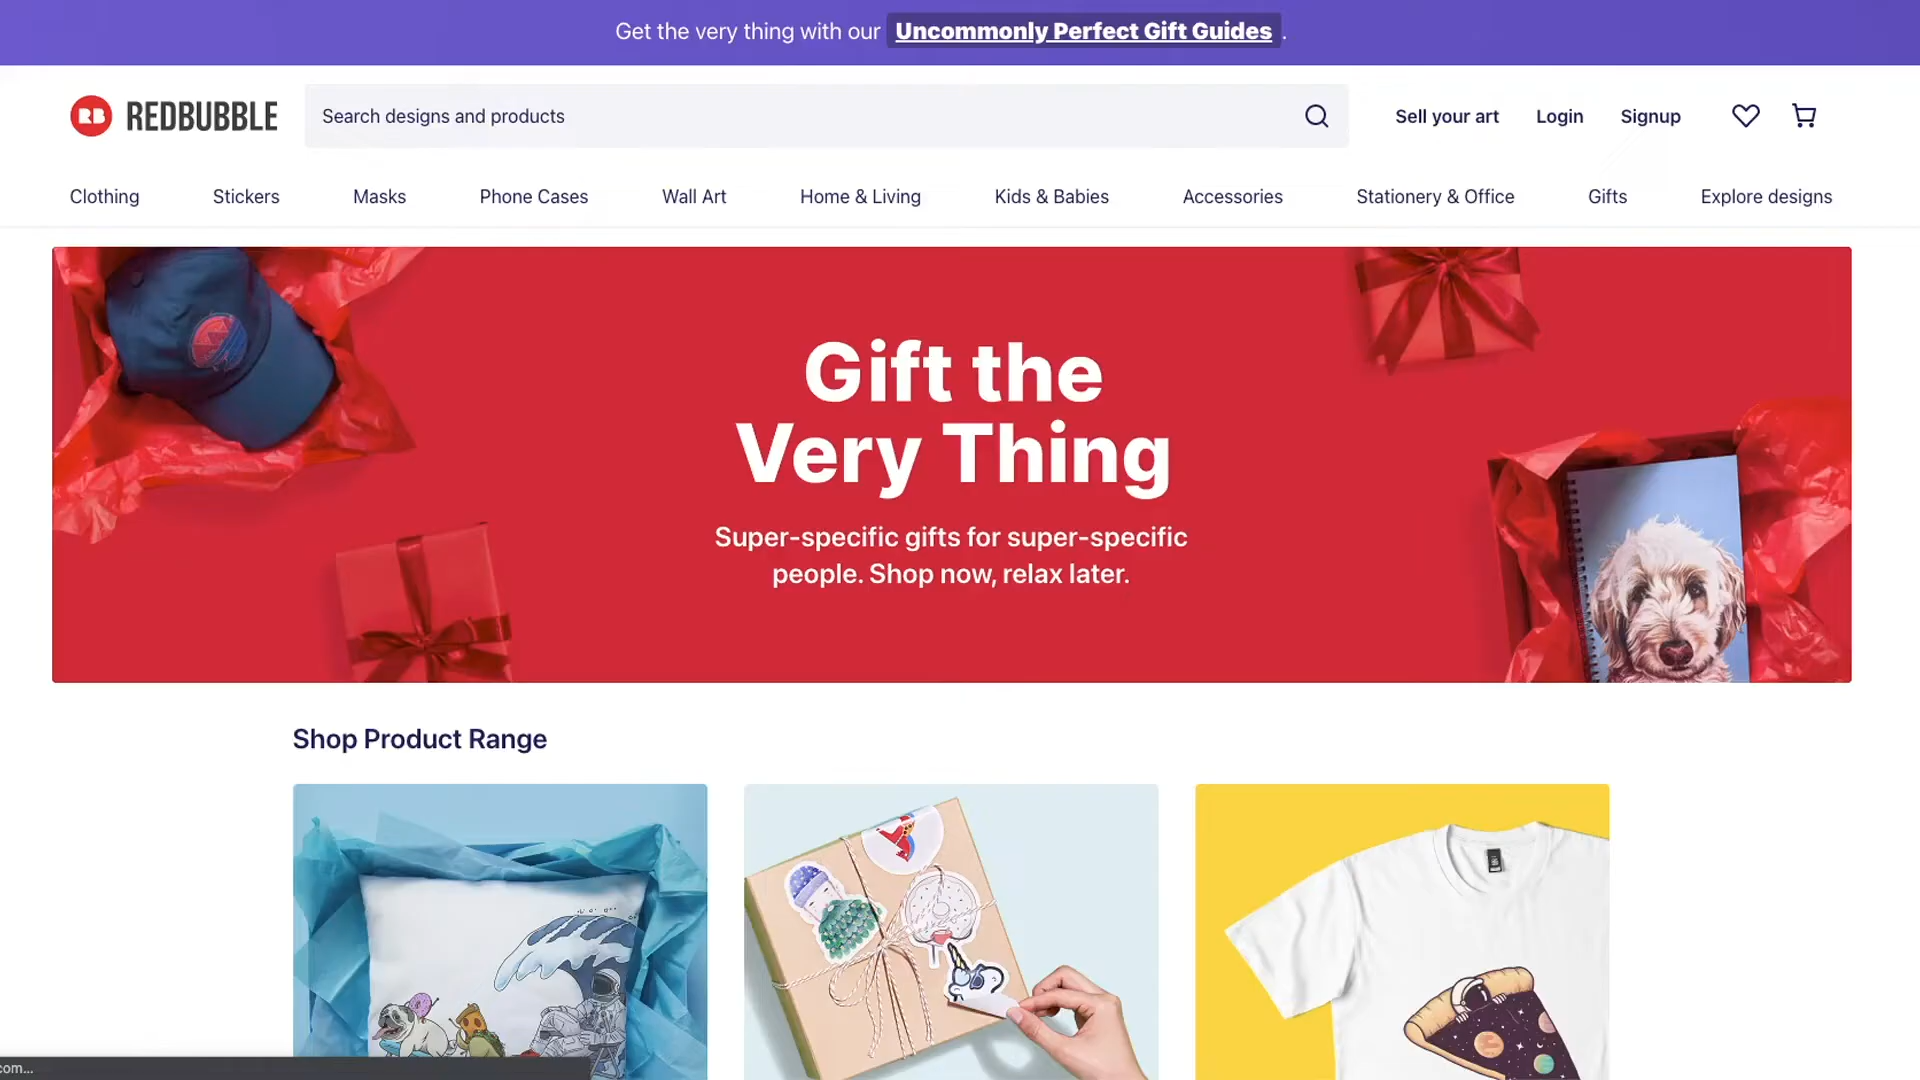 Get the very thing with our Uncommonly Perfect Gift Guides.
RB REDBUBBLE
Search designs and products
Sell your art
Login
Signup
Clothing
Stickers
Masks
Phone Cases
Wall Art
Home & Living
Kids & Babies
Accessories
Stationery & Office
Gifts
Explore designs
Gift the
Very Thing
Super-specific gifts for super-specific
people. Shop now, relax later.
Shop Product Range
com...